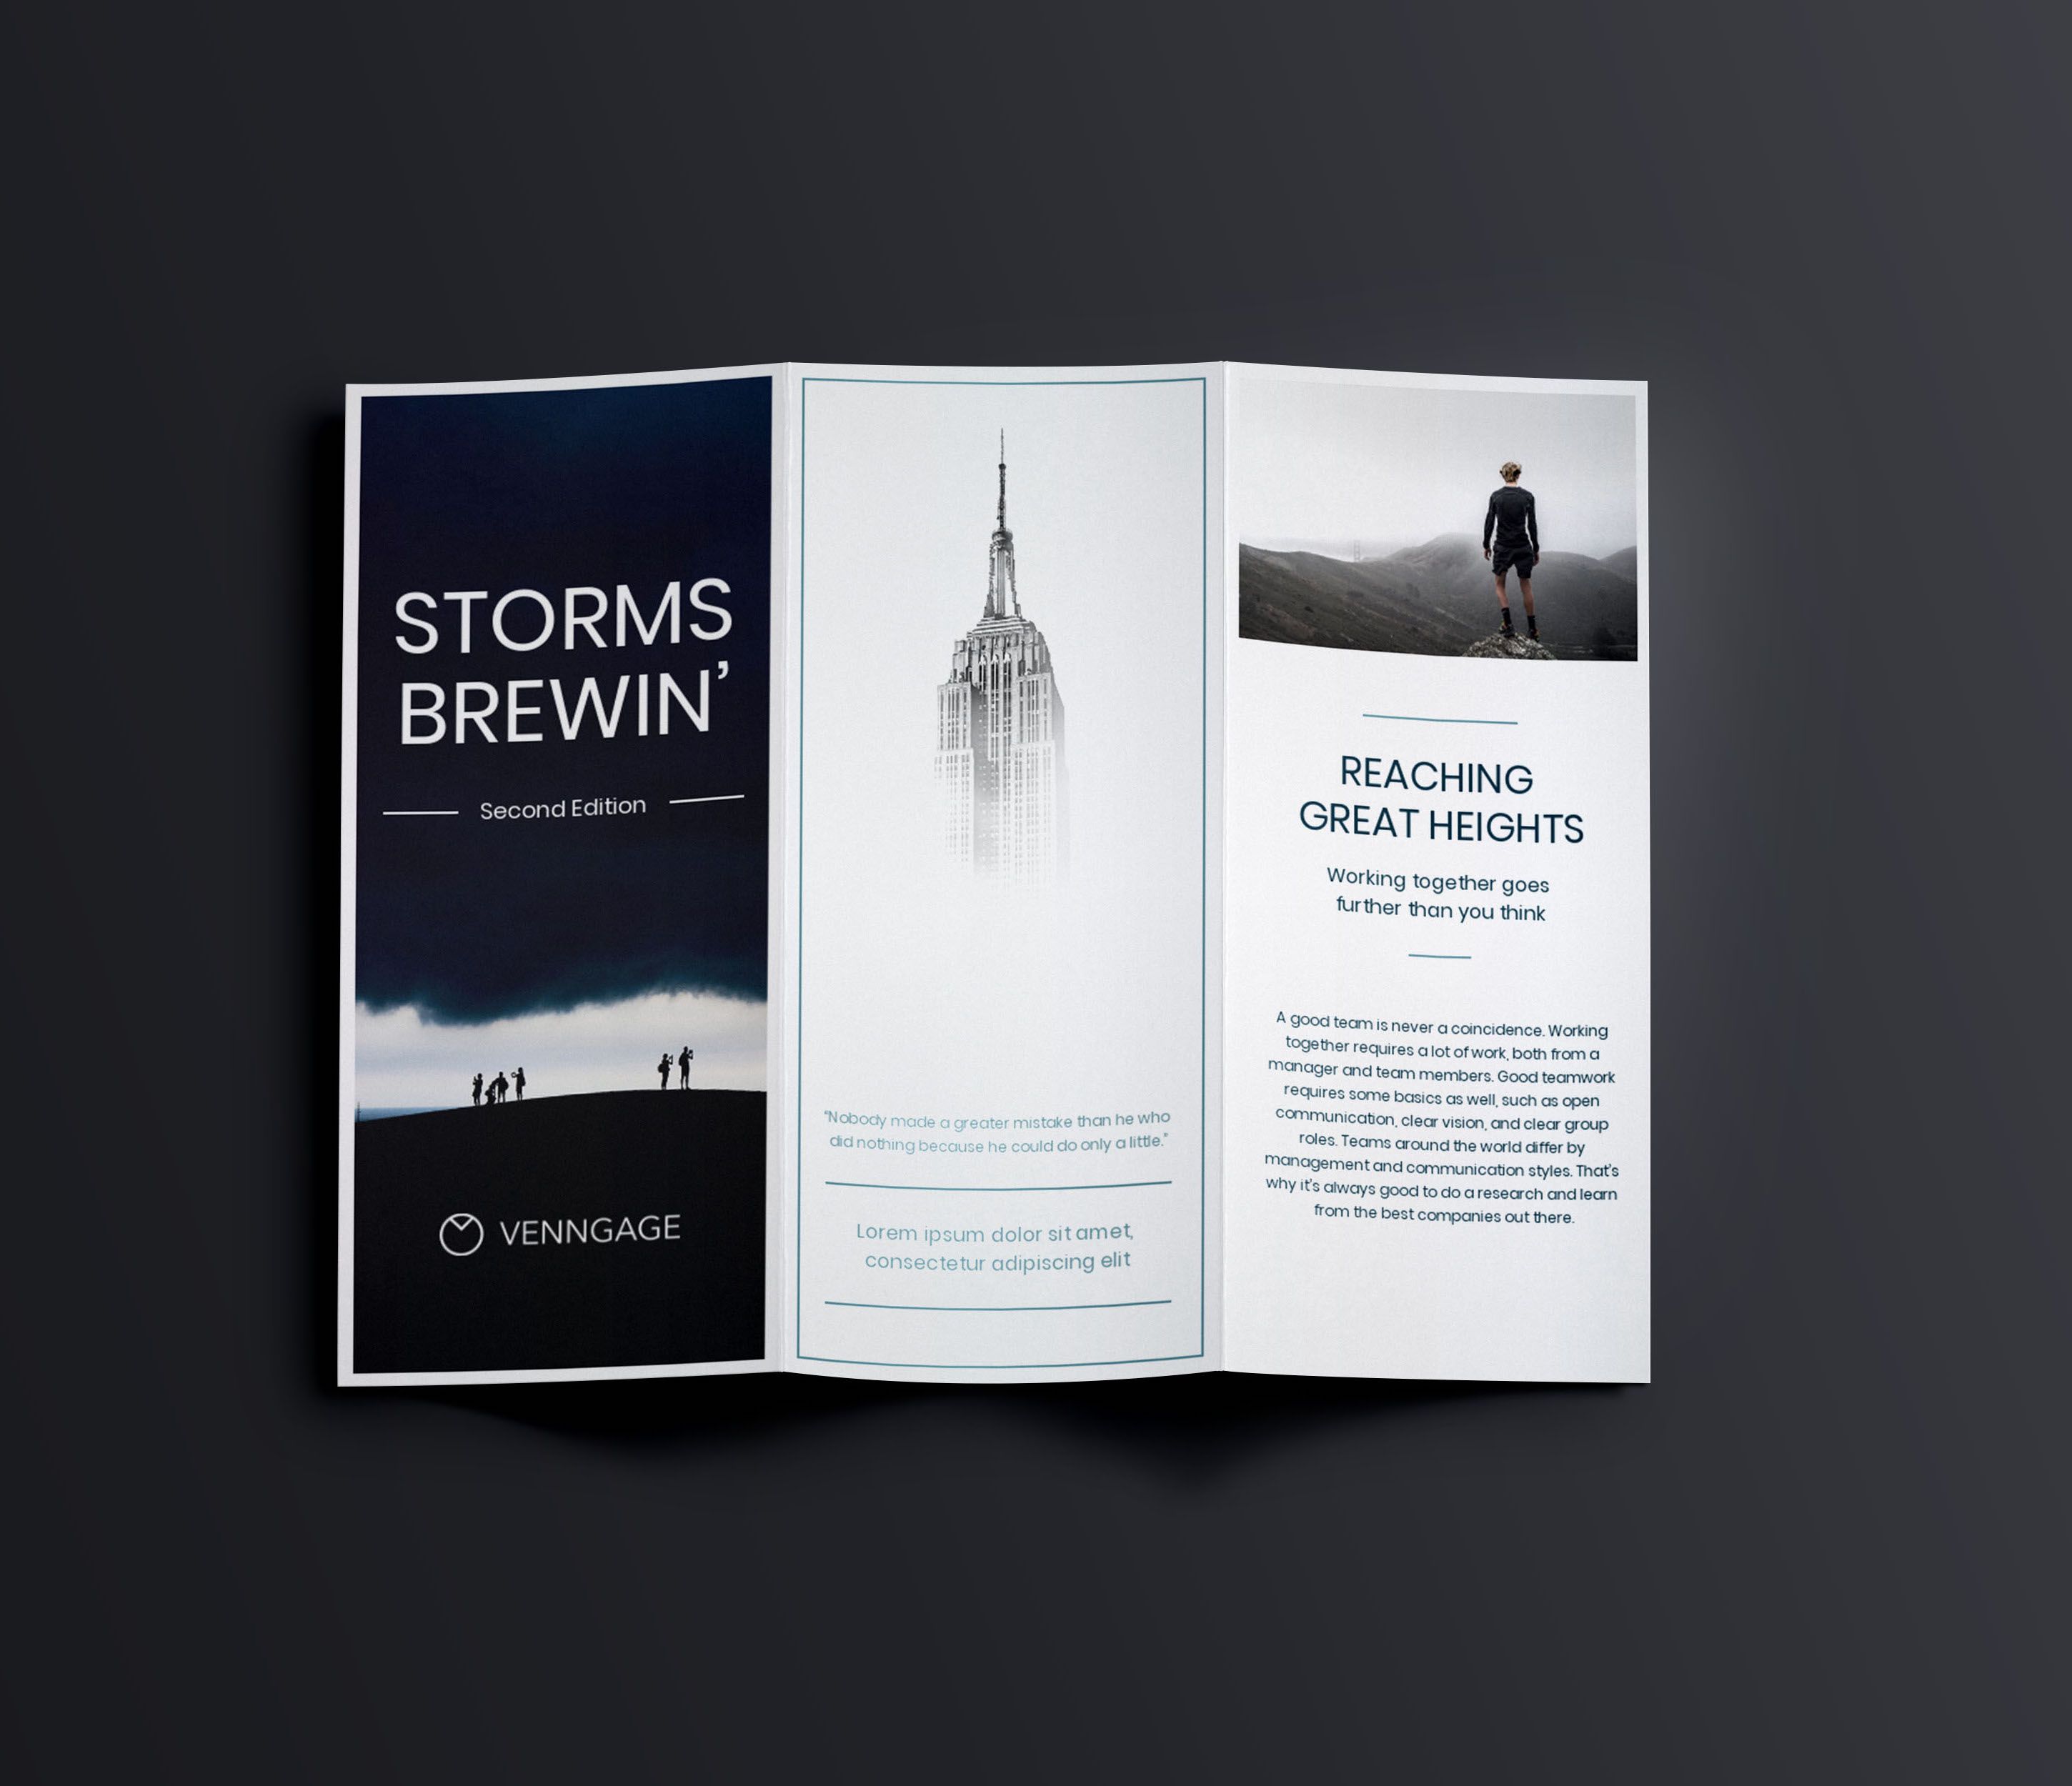 STORMS
BREWIN’
Second Edition
VENNGAGE
“Nobody made a greater mistake than he who
did nothing because he could do only a little.”
Lorem ipsum dolor sit amet,
consectetur adipiscing elit
REACHING
GREAT HEIGHTS
Working together goes
further than you think
A good team is never a coincidence. Working
together requires a lot of work, both from a
manager and team members. Good teamwork
requires some basics as well, such as open
communication, clear vision, and clear group
roles. Teams around the world differ by
management and communication styles. That’s
why it’s always good to do a research and learn
from the best companies out there.